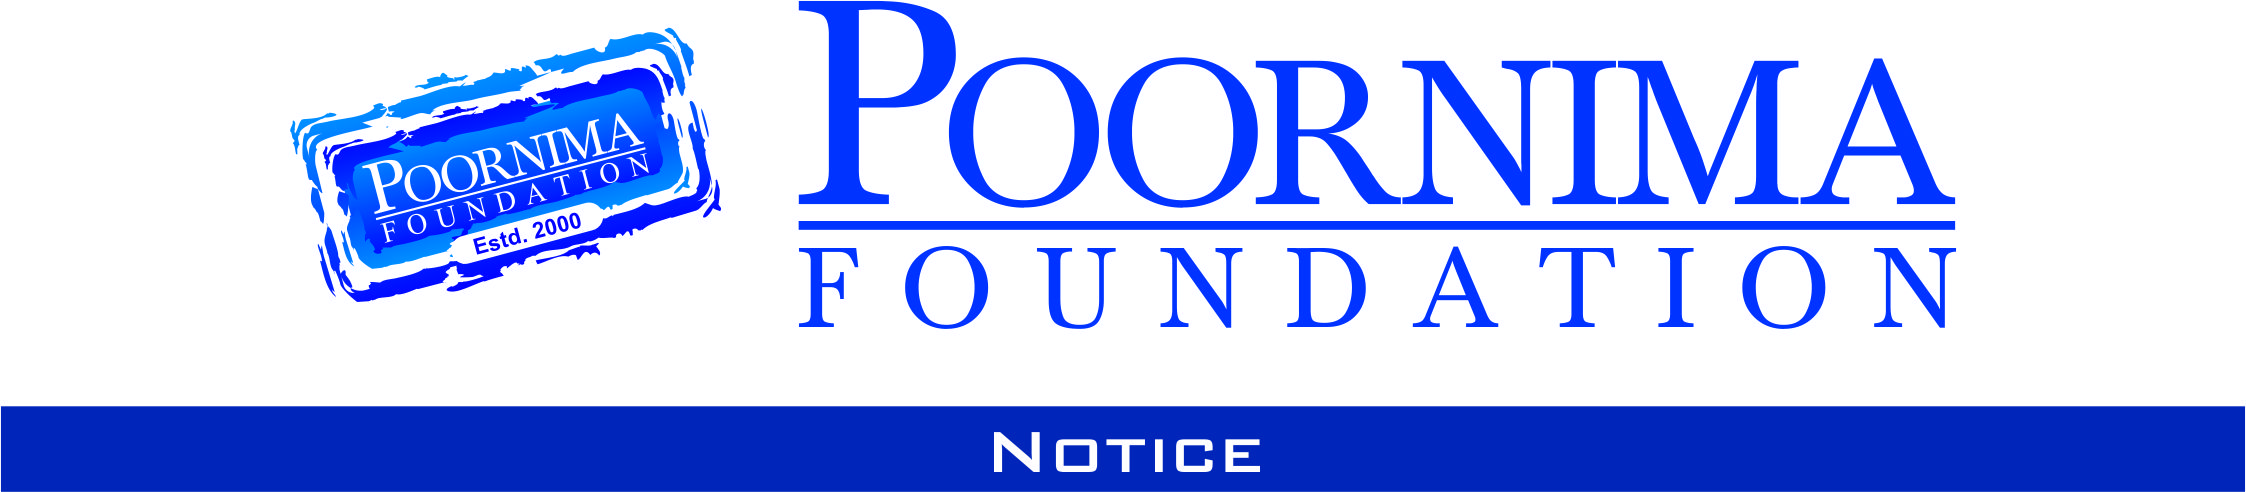 POORNIMA
FOUNDATION
Estd. 2000
POORNIMA
FOUNDATION
NOTICE